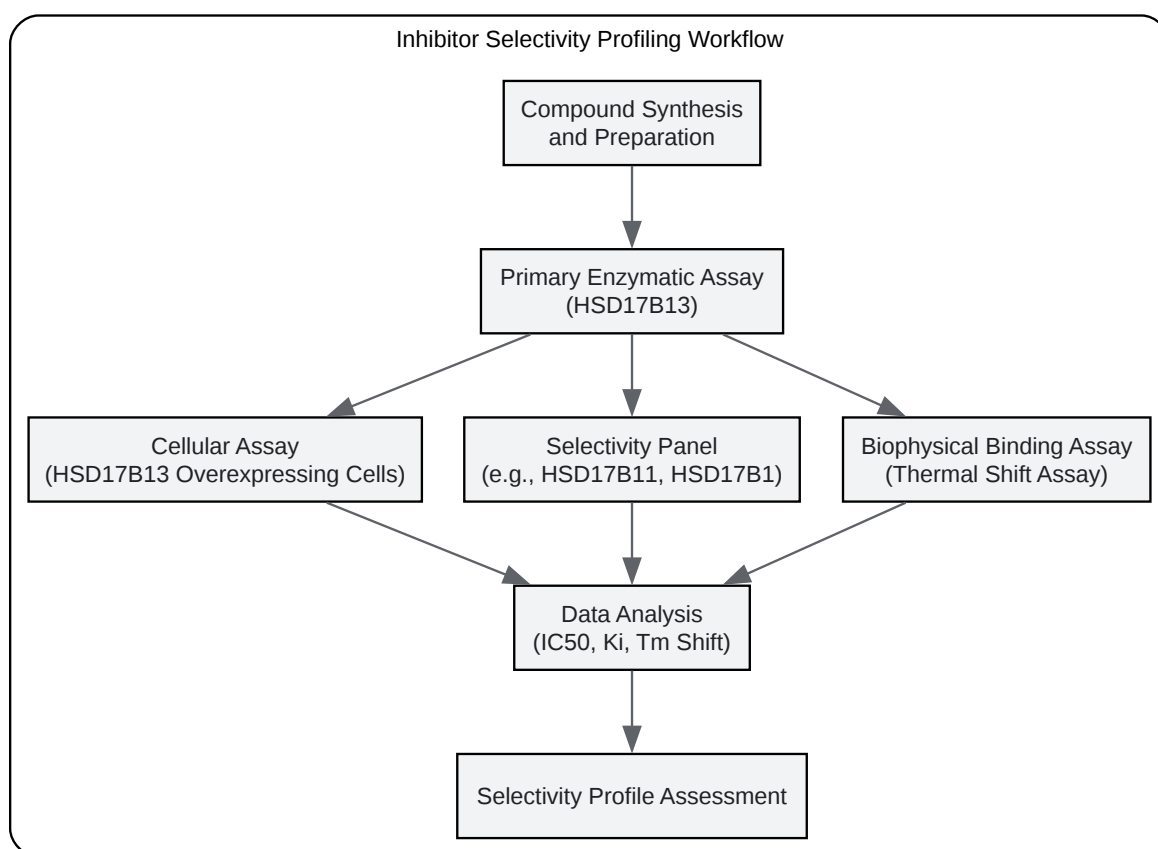 Inhibitor Selectivity Profiling Workflow
Compound Synthesis
and Preparation
Primary Enzymatic Assay
(HSD17B13)
Cellular Assay
(HSD17B13 Overexpressing Cells)
Selectivity Panel
(e.g., HSD17B11, HSD17B1)
Biophysical Binding Assay
(Thermal Shift Assay)
Data Analysis
(IC50, Ki, Tm Shift)
Selectivity Profile Assessment